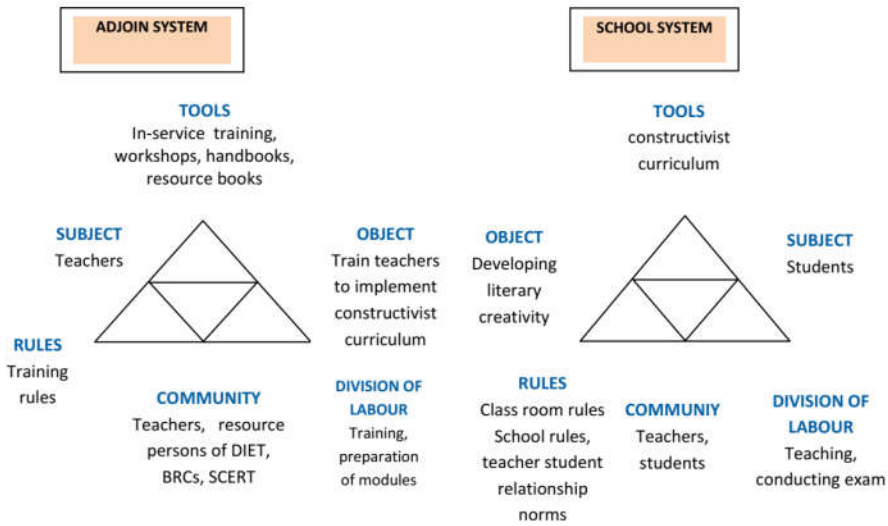 ADJOIN SYSTEM
SCHOOL SYSTEM
TOOLS
In-service training,
workshops, handbooks,
resource books
TOOLS
constructivist
curriculum
SUBJECT
Teachers
OBJECT
Train teachers
to implement
constructivist
curriculum
OBJECT
Developing
literary
creativity
SUBJECT
Students
RULES
Training
rules
COMMUNITY
Teachers, resource
persons of DIET,
BRCs, SCERT
DIVISION OF
LABOUR
Training,
preparation
of modules
RULES
Class room rules
School rules,
teacher student
relationship
norms
COMMUNIY
Teachers,
students
DIVISION OF
LABOUR
Teaching,
conducting exam